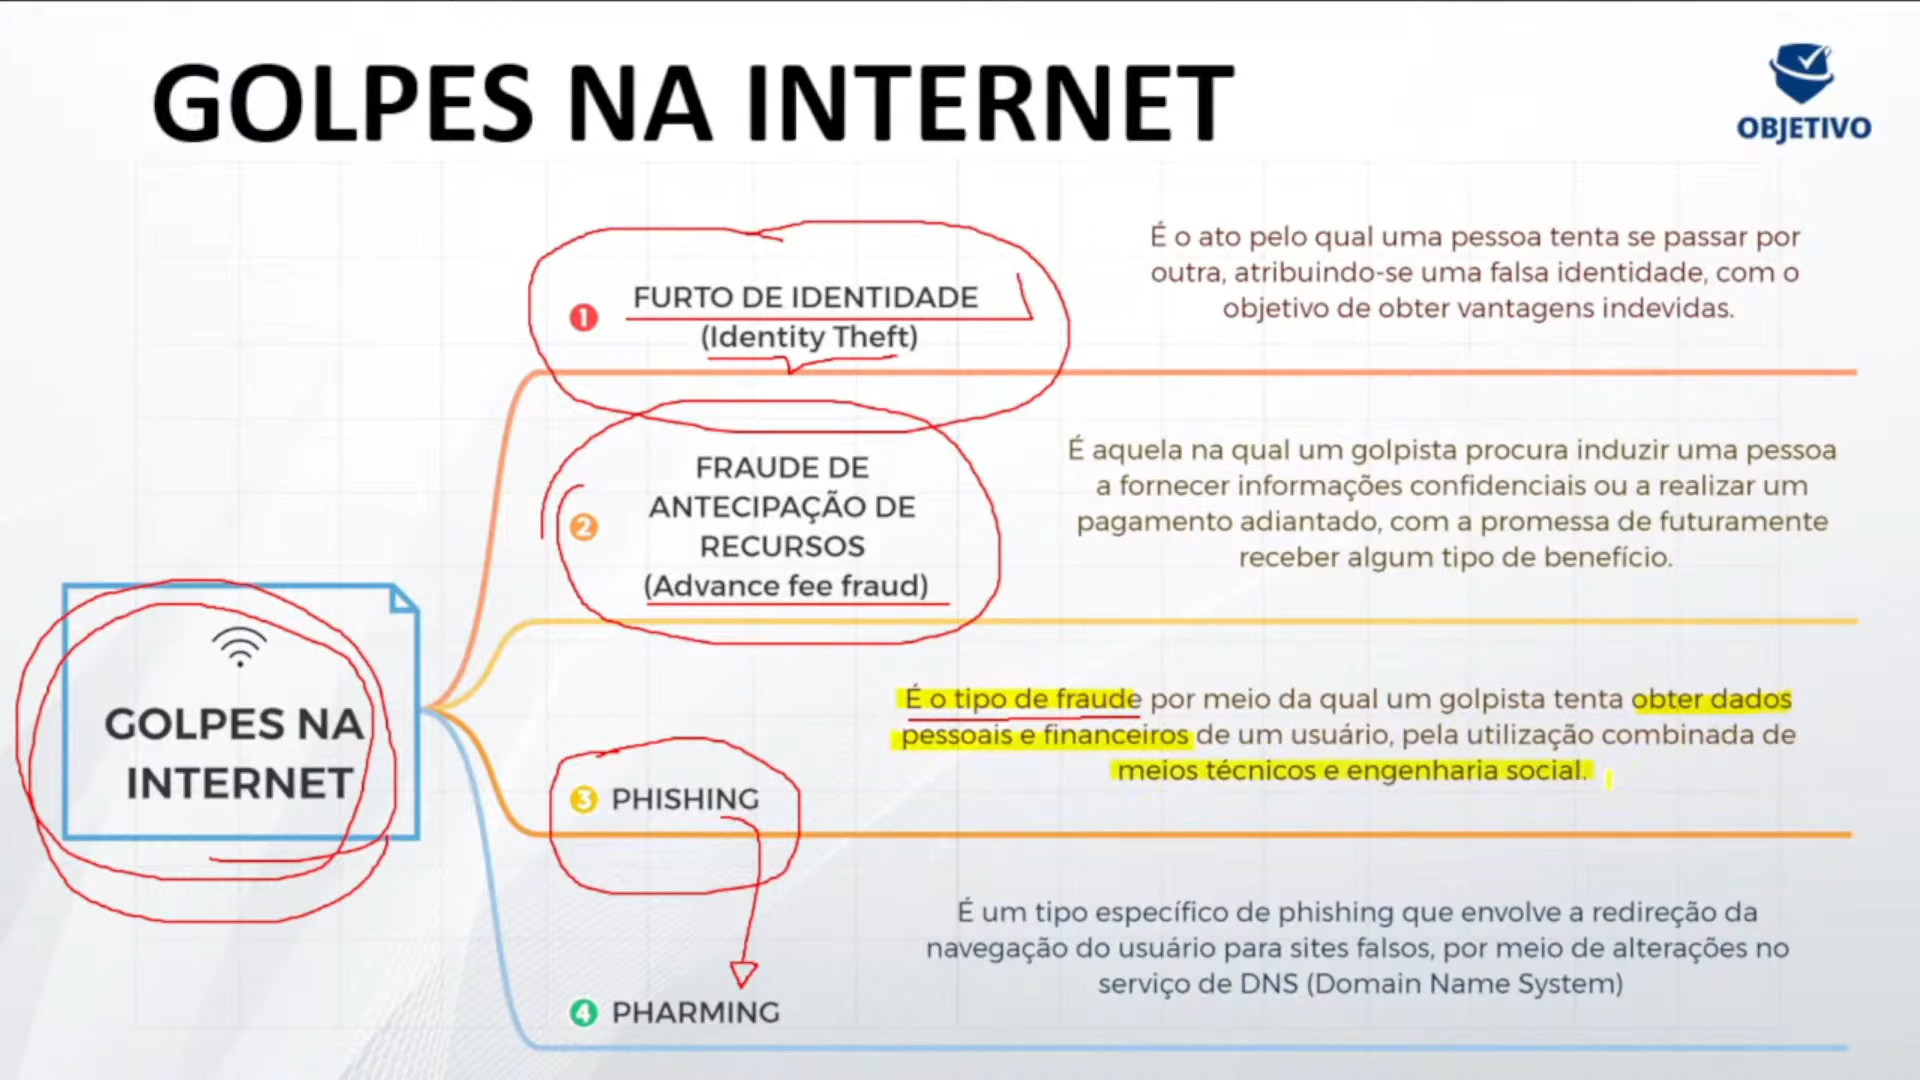 GOLPES NA INTERNET
OBJETIVO
1 FURTO DE IDENTIDADE
(Identity Theft)
É o ato pelo qual uma pessoa tenta se passar por
outra, atribuindo-se uma falsa identidade, com o
objetivo de obter vantagens indevidas.
2 FRAUDE DE
ANTECIPAÇÃO DE
RECURSOS
(Advance fee fraud)
É aquela na qual um golpista procura induzir uma pessoa
a fornecer informações confidenciais ou a realizar um
pagamento adiantado, com a promessa de futuramente
receber algum tipo de benefício.
GOLPES NA
INTERNET
3 PHISHING
É o tipo de fraude por meio da qual um golpista tenta obter dados
pessoais e financeiros de um usuário, pela utilização combinada de
meios técnicos e engenharia social.
4 PHARMING
É um tipo específico de phishing que envolve a redireção da
navegação do usuário para sites falsos, por meio de alterações no
serviço de DNS (Domain Name System)